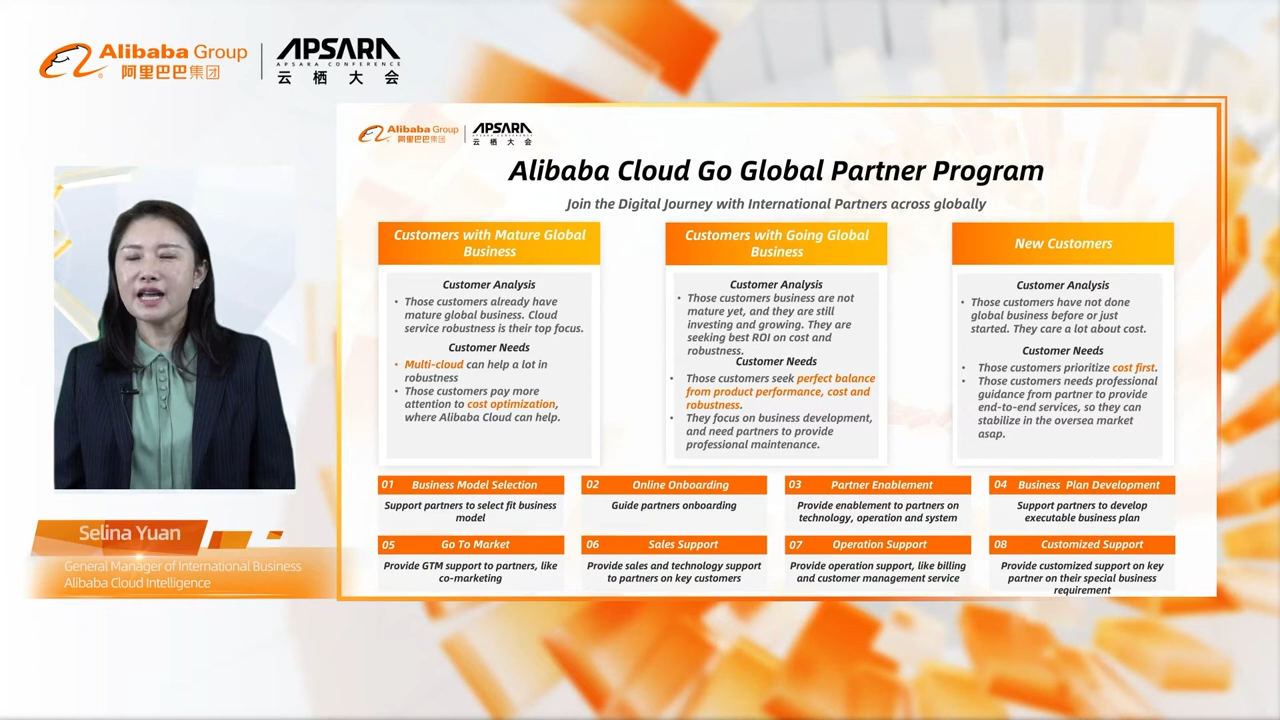 Alibaba Group
阿里巴巴集团
APSARA
APSARA CONFERENCE
云栖大会
Alibaba Group
阿里巴巴集团
APSARA
APSARA CONFERENCE
云栖大会
Alibaba Cloud Go Global Partner Program
Join the Digital Journey with International Partners across globally
Customers with Mature Global
Business
Customer Analysis
• Those customers already have
mature global business. Cloud
service robustness is their top focus.
Customer Needs
• Multi-cloud can help a lot in
robustness
• Those customers pay more
attention to cost optimization,
where Alibaba Cloud can help.
Customers with Going Global
Business
Customer Analysis
• Those customers business are not
mature yet, and they are still
investing and growing. They are
seeking best ROI on cost and
robustness.
Customer Needs
• Those customers seek perfect balance
from product performance, cost and
robustness.
• They focus on business development,
and need partners to provide
professional maintenance.
New Customers
Customer Analysis
• Those customers have not done
global business before or just
started. They care a lot about cost.
Customer Needs
• Those customers prioritize cost first.
• Those customers needs professional
guidance from partner to provide
end-to-end services, so they can
stabilize in the oversea market
asap.
01 Business Model Selection
Support partners to select fit business
model
02 Online Onboarding
Guide partners onboarding
03 Partner Enablement
Provide enablement to partners on
technology, operation and system
04 Business Plan Development
Support partners to develop
executable business plan
05 Go To Market
Provide GTM support to partners, like
co-marketing
06 Sales Support
Provide sales and technology support
to partners on key customers
07 Operation Support
Provide operation support, like billing
and customer management service
08 Customized Support
Provide customized support on key
partner on their special business
requirement
Selina Yuan
General Manager of International Business
Alibaba Cloud Intelligence